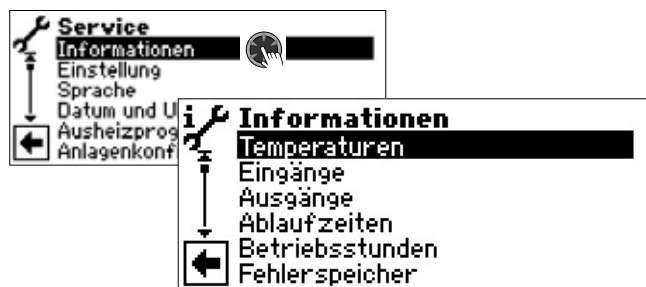 Service
Informationen
Einstellung
Sprache
Datum und U
Ausheizprog
Anlagenkonf
i
Informationen
Temperaturen
Eingänge
Ausgänge
Ablaufzeiten
Betriebsstunden
Fehlerspeicher